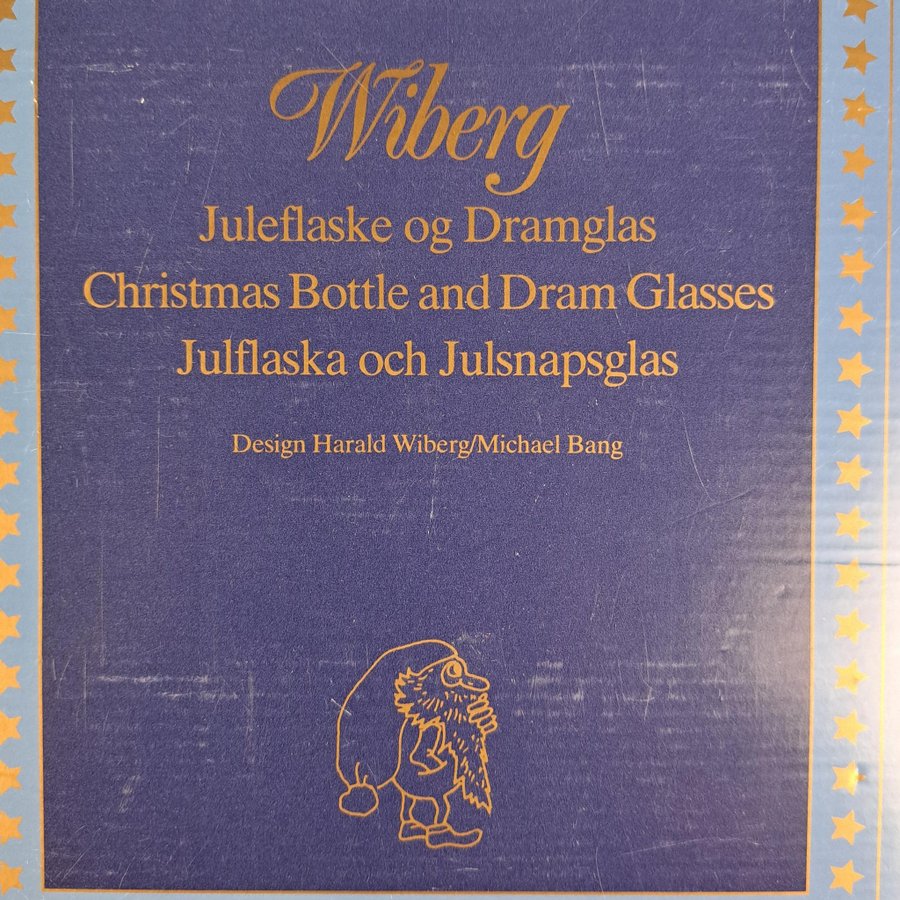 Wiberg
Juleflaske og Dramglas
Christmas Bottle and Dram Glasses
Julflaska och Julsnapsglas
Design Harald Wiberg/Michael Bang